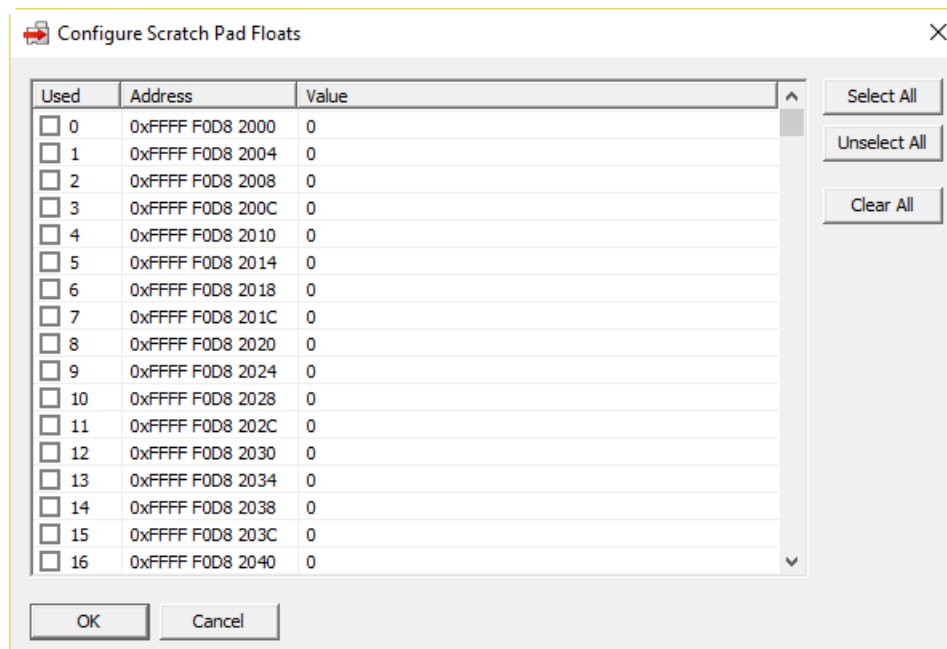 Configure Scratch Pad Floats
Used Address Value
0 0xFFFF F0D8 2000 0
1 0xFFFF F0D8 2004 0
2 0xFFFF F0D8 2008 0
3 0xFFFF F0D8 200C 0
4 0xFFFF F0D8 2010 0
5 0xFFFF F0D8 2014 0
6 0xFFFF F0D8 2018 0
7 0xFFFF F0D8 201C 0
8 0xFFFF F0D8 2020 0
9 0xFFFF F0D8 2024 0
10 0xFFFF F0D8 2028 0
11 0xFFFF F0D8 202C 0
12 0xFFFF F0D8 2030 0
13 0xFFFF F0D8 2034 0
14 0xFFFF F0D8 2038 0
15 0xFFFF F0D8 203C 0
16 0xFFFF F0D8 2040 0
Select All
Unselect All
Clear All
OK Cancel